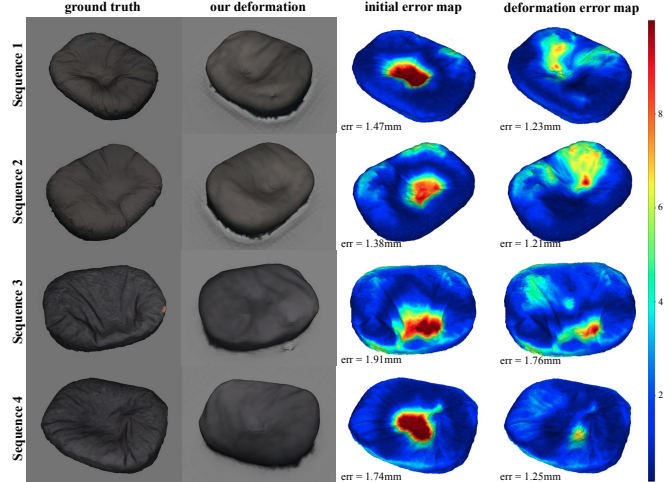 ground truth our deformation initial error map deformation error map
Sequence 1
err = 1.47mm err = 1.23mm
Sequence 2
err = 1.38mm err = 1.21mm
Sequence 3
err = 1.91mm err = 1.76mm
Sequence 4
err = 1.74mm err = 1.25mm
8
6
4
2